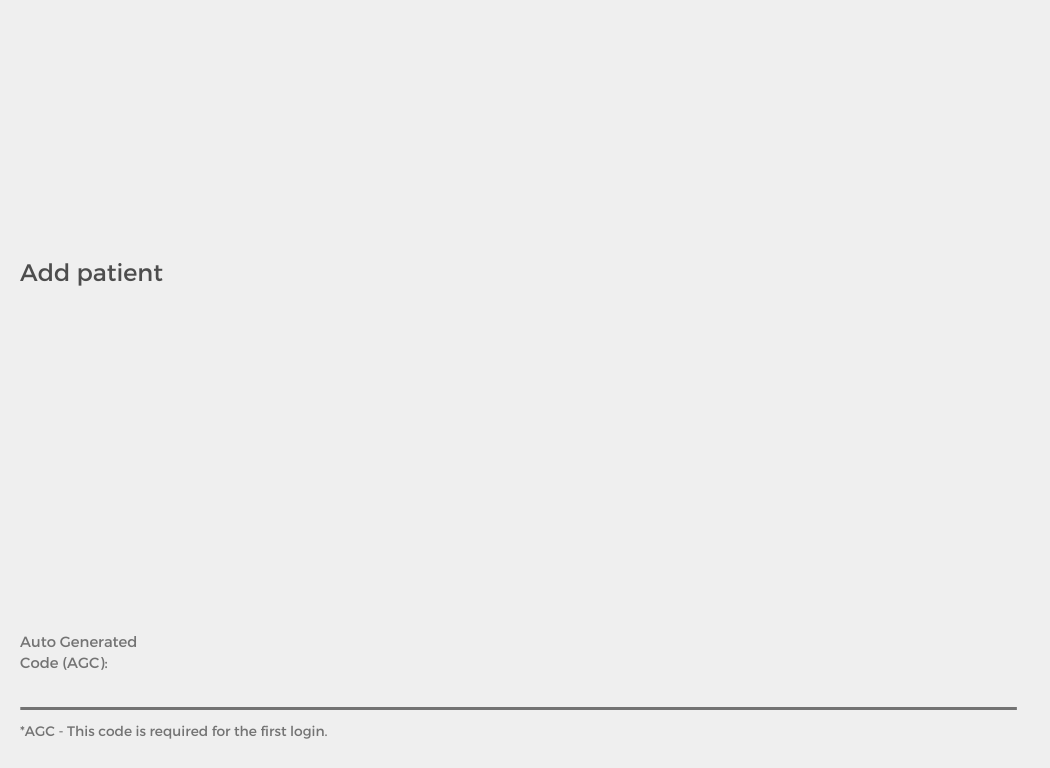 Add patient
Auto Generated
Code (AGC):
*AGC - This code is required for the first login.